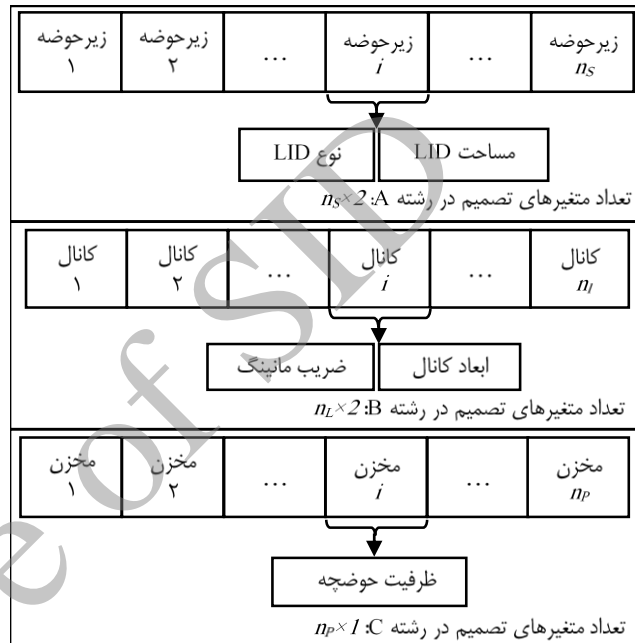 زیرحوضه ۱
زیرحوضه ۲
...
زیرحوضه i
...
زیرحوضه nS
نوع LID
مساحت LID
تعداد متغیرهای تصمیم در رشته A: nS×2
کانال ۱
کانال ۲
...
کانال i
...
کانال nl
ضریب مانینگ
ابعاد کانال
تعداد متغیرهای تصمیم در رشته B: nL×2
مخزن ۱
مخزن ۲
...
مخزن i
...
مخزن nP
ظرفیت حوضچه
تعداد متغیرهای تصمیم در رشته C: nP×1
e of SID